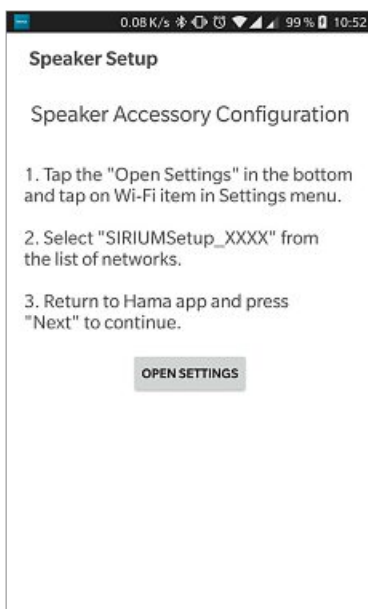 0.08 K/s 99 % 10:52
Speaker Setup
Speaker Accessory Configuration
1. Tap the "Open Settings" in the bottom
and tap on Wi-Fi item in Settings menu.
2. Select "SIRIUMSetup_XXXX" from
the list of networks.
3. Return to Hama app and press
"Next" to continue.
OPEN SETTINGS